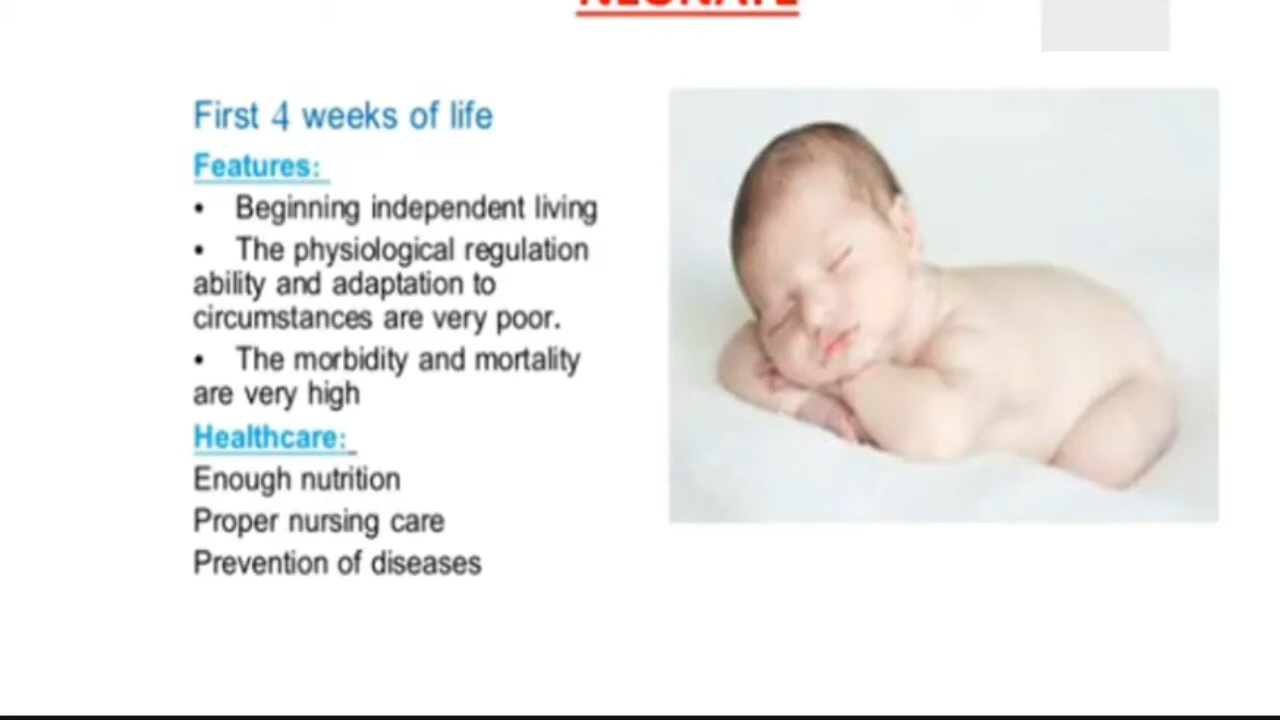 NEONATE
First 4 weeks of life
Features:
• Beginning independent living
• The physiological regulation
ability and adaptation to
circumstances are very poor.
• The morbidity and mortality
are very high
Healthcare:
Enough nutrition
Proper nursing care
Prevention of diseases